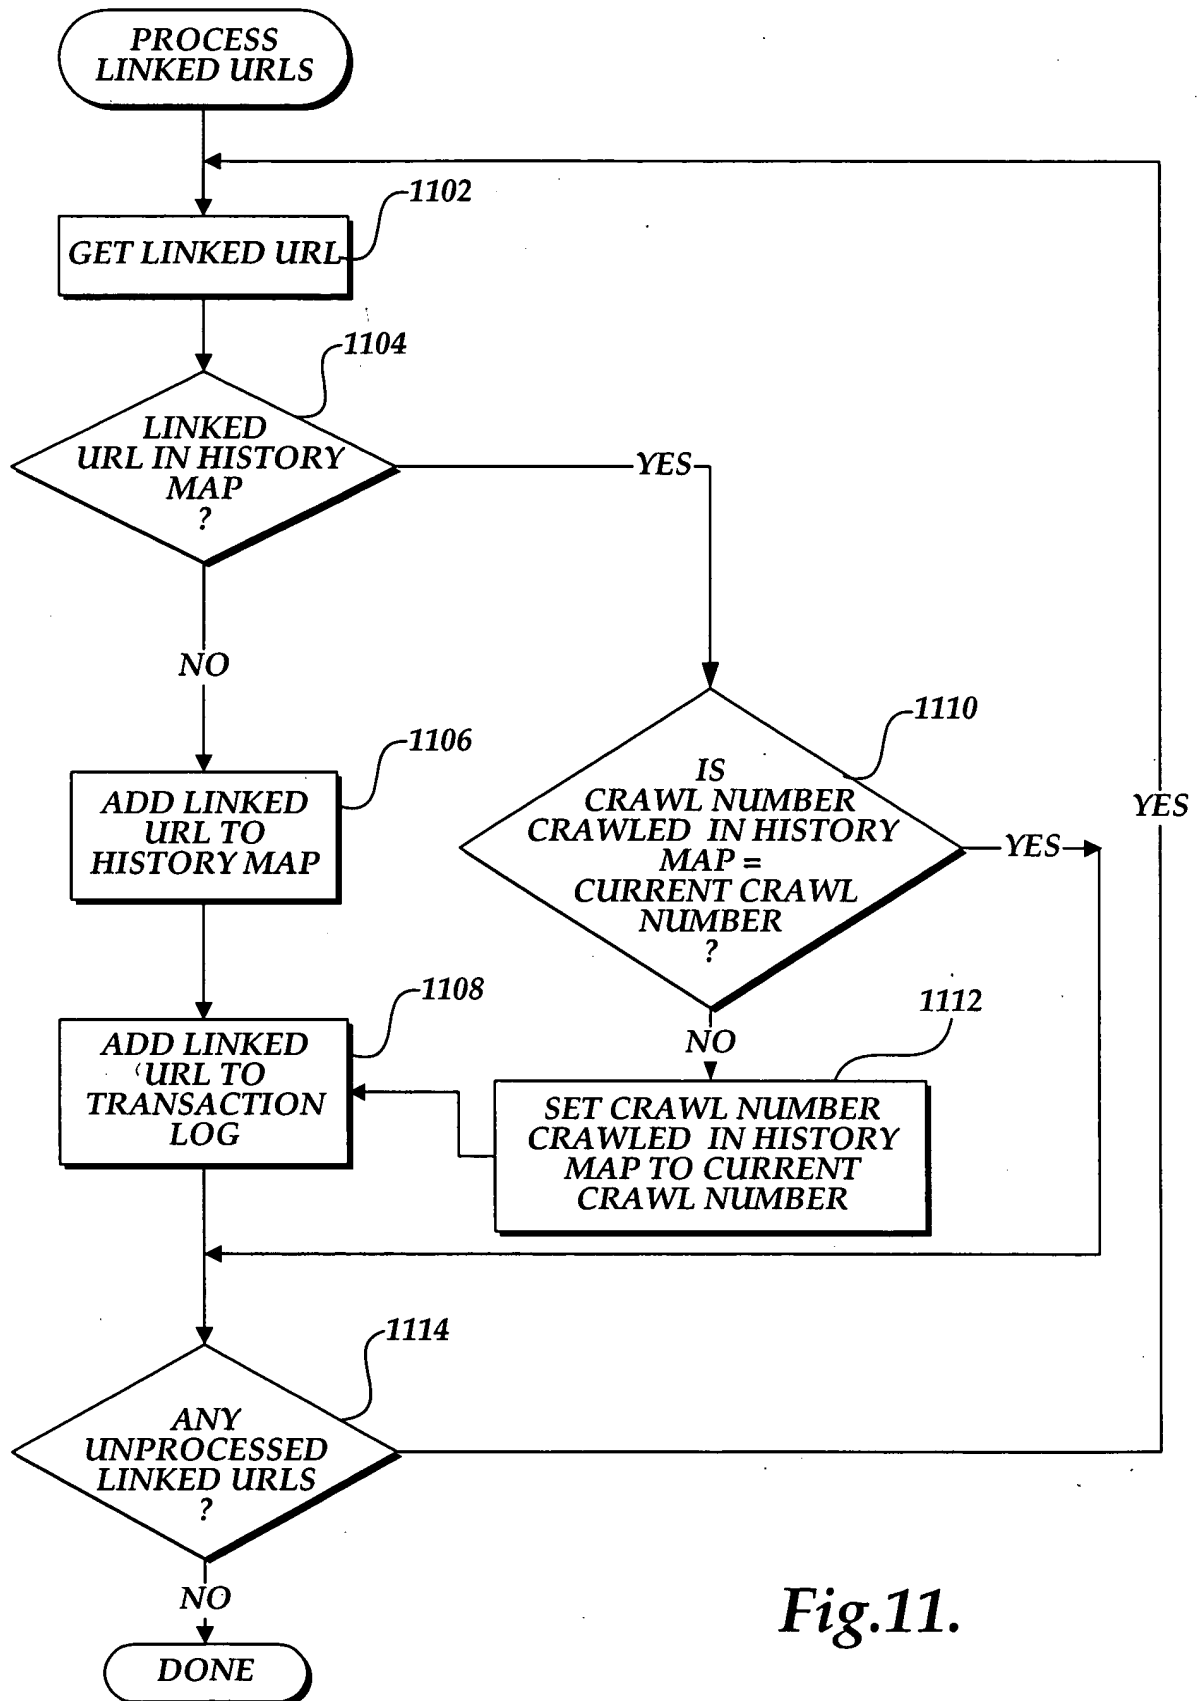 PROCESS
LINKED URLS
1102
GET LINKED URL
1104
LINKED
URL IN HISTORY
MAP
?
YES
NO
1106
ADD LINKED
URL TO
HISTORY MAP
1110
IS
CRAWL NUMBER
CRAWLED IN HISTORY
MAP =
CURRENT CRAWL
NUMBER
?
YES
YES
NO
1108
ADD LINKED
URL TO
TRANSACTION
LOG
1112
SET CRAWL NUMBER
CRAWLED IN HISTORY
MAP TO CURRENT
CRAWL NUMBER
1114
ANY
UNPROCESSED
LINKED URLS
?
NO
DONE
Fig.11.